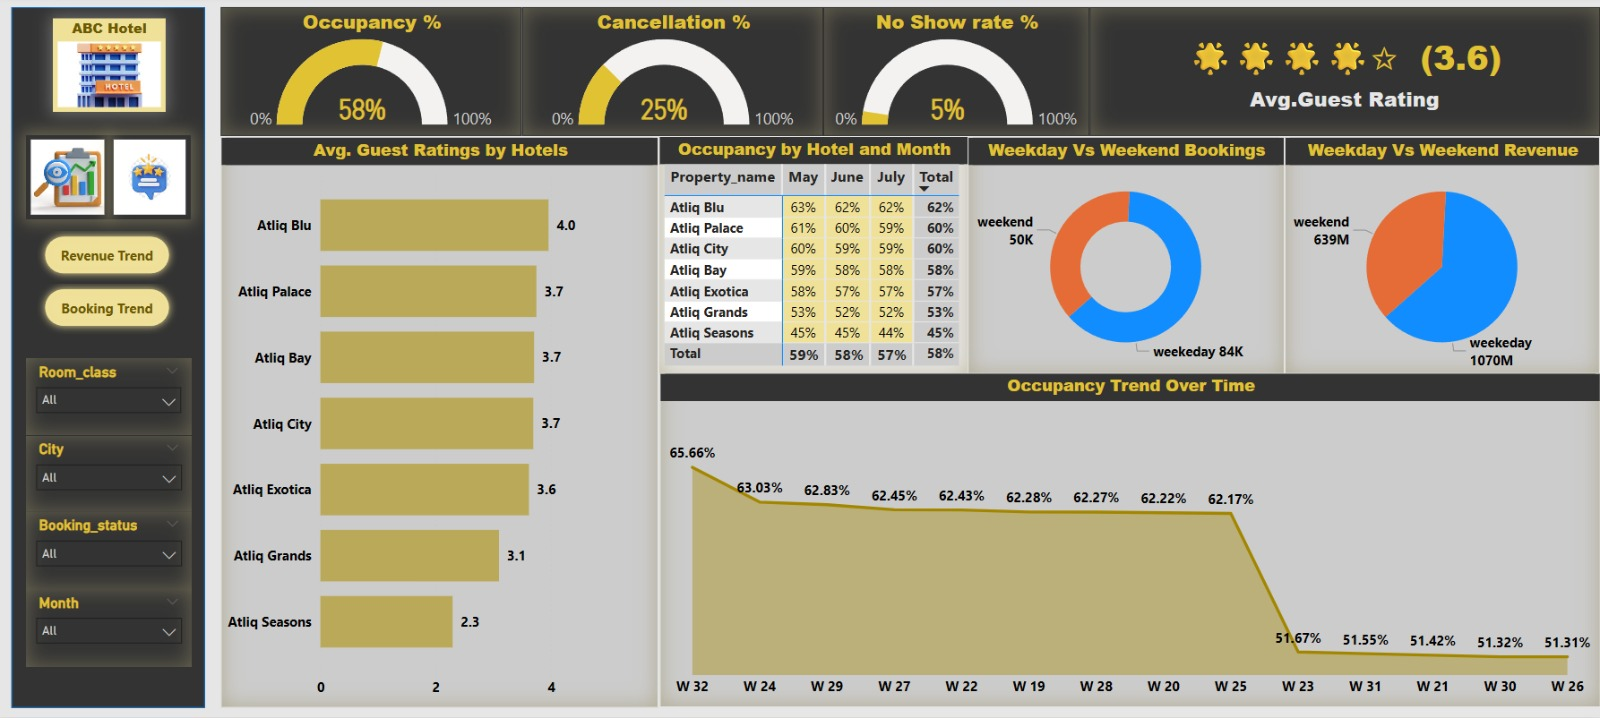 ABC Hotel
HOTEL
Revenue Trend
Booking Trend
Room_class
All
City
All
Booking_status
All
Month
All
Occupancy %
0%
58%
100%
Cancellation %
0%
25%
100%
No Show rate %
0%
5%
100%
(3.6)
Avg.Guest Rating
Avg. Guest Ratings by Hotels
Atliq Blu 4.0
Atliq Palace 3.7
Atliq Bay 3.7
Atliq City 3.7
Atliq Exotica 3.6
Atliq Grands 3.1
Atliq Seasons 2.3
0 2 4
Occupancy by Hotel and Month
Property_name May June July Total
Atliq Blu 63% 62% 62% 62%
Atliq Palace 61% 60% 59% 60%
Atliq City 60% 59% 59% 60%
Atliq Bay 59% 58% 58% 58%
Atliq Exotica 58% 57% 57% 57%
Atliq Grands 53% 52% 52% 53%
Atliq Seasons 45% 45% 44% 45%
Total 59% 58% 57% 58%
Weekday Vs Weekend Bookings
weekend
50K
weekeday 84K
Weekday Vs Weekend Revenue
weekend
639M
weekeday
1070M
Occupancy Trend Over Time
65.66% 63.03% 62.83% 62.45% 62.43% 62.28% 62.27% 62.22% 62.17% 51.67% 51.55% 51.42% 51.32% 51.31%
W 32 W 24 W 29 W 27 W 22 W 19 W 28 W 20 W 25 W 23 W 31 W 21 W 30 W 26